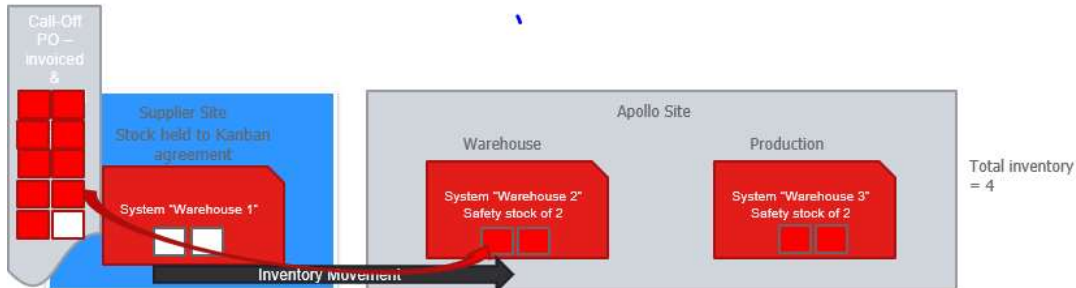 Call-Off
PO –
invoiced
&
Supplier Site
Stock held to Kanban
agreement
System "Warehouse 1"
Inventory Movement
Apollo Site
Warehouse
System "Warehouse 2"
Safety stock of 2
Production
System "Warehouse 3"
Safety stock of 2
Total inventory
= 4